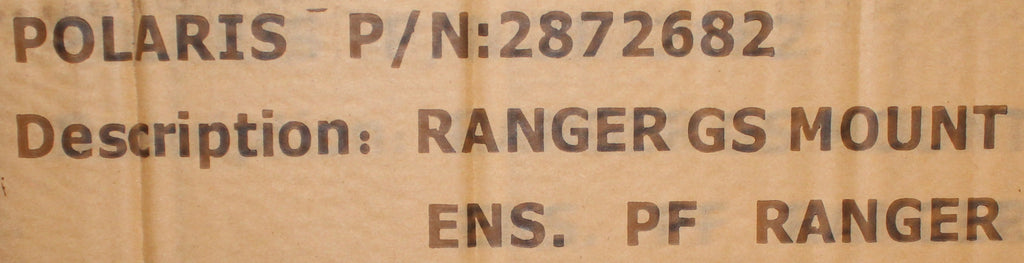 POLARIS P/N:2872682
Description: RANGER GS MOUNT
ENS. PF RANGER